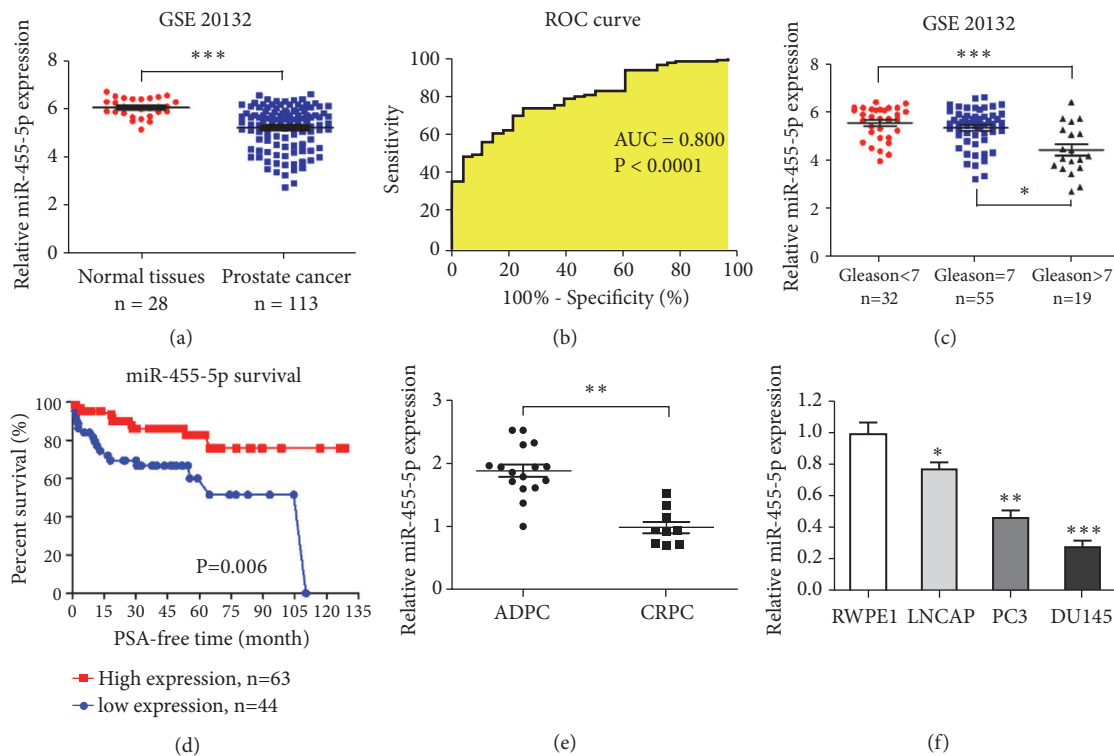 GSE 20132
***
Relative miR-455-5p expression
8
6
4
2
0
Normal tissues
n = 28
Prostate cancer
n = 113
(a)
ROC curve
Sensitivity
100
80
60
40
20
0
AUC = 0.800
P < 0.0001
0 20 40 60 80 100
100% - Specificity (%)
(b)
GSE 20132
***
*
Relative miR-455-5p expression
8
6
4
2
0
Gleason<7
n=32
Gleason=7
n=55
Gleason>7
n=19
(c)
miR-455-5p survival
Percent survival (%)
100
80
60
40
20
0
P=0.006
0 15 30 45 60 75 90 105 120 135
PSA-free time (month)
High expression, n=63
low expression, n=44
(d)
**
Relative miR-455-5p expression
3
2
1
0
ADPC CRPC
(e)
Relative miR-455-5p expression
1.2
1.0
0.8
0.6
0.4
0.2
0.0
*
**
***
RWPE1 LNCAP PC3 DU145
(f)